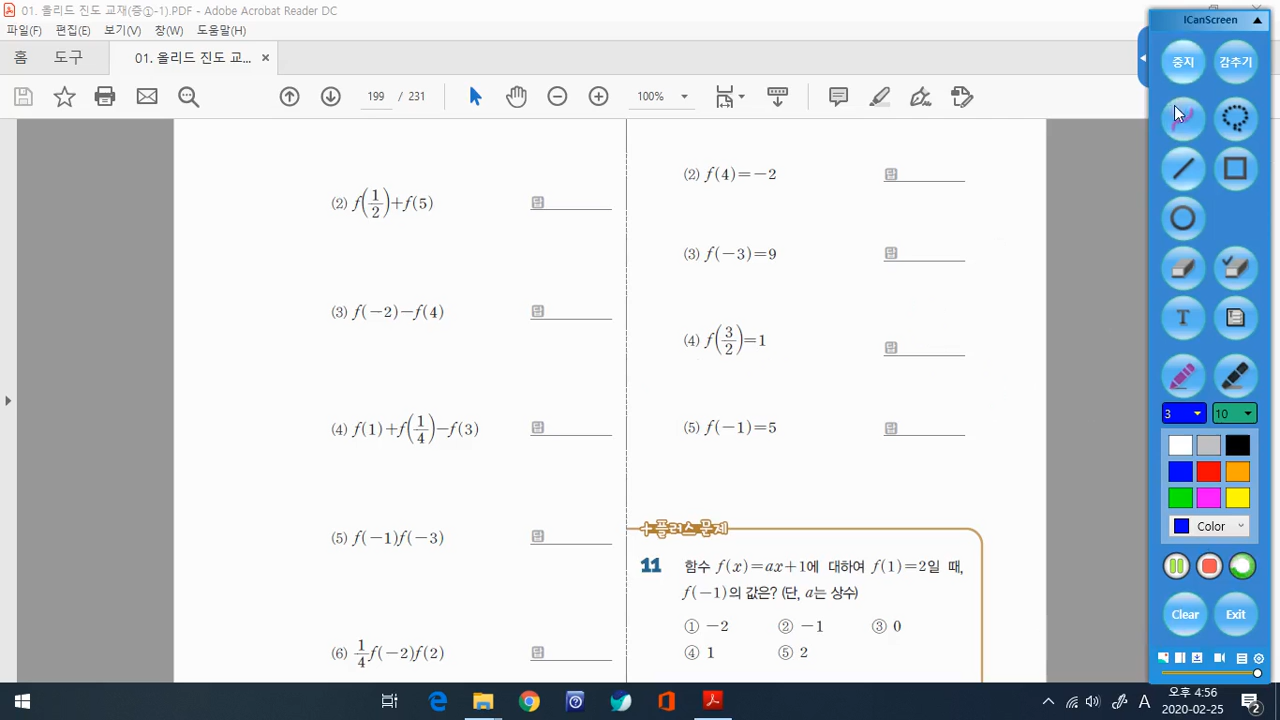 01. 올리드 진도 교재(중①-1).PDF - Adobe Acrobat Reader DC
파일(F) 편집(E) 보기(V) 창(W) 도움말(H)
홈 도구 01. 올리드 진도 교... ×
199 / 231 100%
(2) f(1/2)+f(5) 답
(3) f(-2)-f(4) 답
(4) f(1)+f(1/4)-f(3) 답
(5) f(-1)f(-3) 답
(6) 1/4f(-2)f(2) 답
(2) f(4)=-2 답
(3) f(-3)=9 답
(4) f(3/2)=1 답
(5) f(-1)=5 답
+플러스 문제
11 함수 f(x)=ax+1에 대하여 f(1)=2일 때,
f(-1)의 값은? (단, a는 상수)
① -2 ② -1 ③ 0
④ 1 ⑤ 2
ICanScreen
중지 감추기
T
3 10
Color
Clear Exit
A 오후 4:56
2020-02-25 2